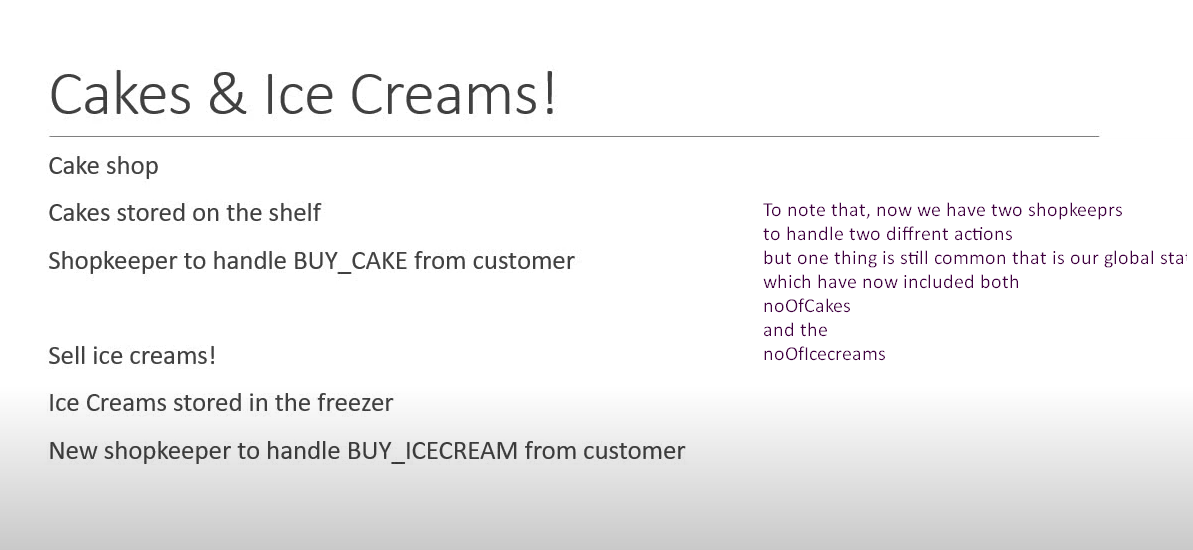 Cakes & Ice Creams!
Cake shop
Cakes stored on the shelf
Shopkeeper to handle BUY_CAKE from customer
Sell ice creams!
Ice Creams stored in the freezer
New shopkeeper to handle BUY_ICECREAM from customer
To note that, now we have two shopkeeprs
to handle two diffrent actions
but one thing is still common that is our global
which have now included both
noOfCakes
and the
noOfIcecreams